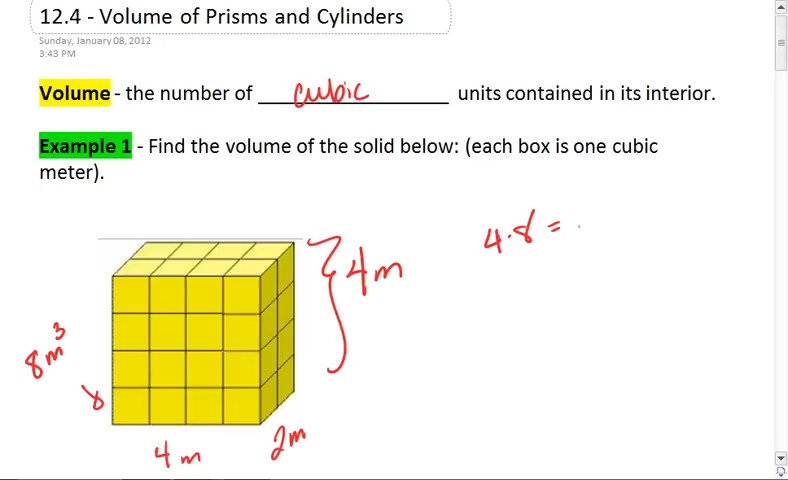 12.4 - Volume of Prisms and Cylinders
Sunday, January 08, 2012
3:43 PM
Volume - the number of cubic units contained in its interior.
Example 1 - Find the volume of the solid below: (each box is one cubic
meter).
4·8 =
4m
8m³
4m
2m